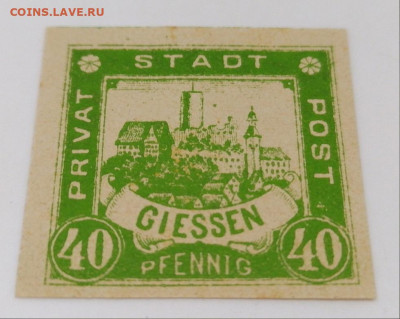 COINS.LAVE.RU
STADT
PRIVAT
POST
GIESSEN
40 40
PFENNIG